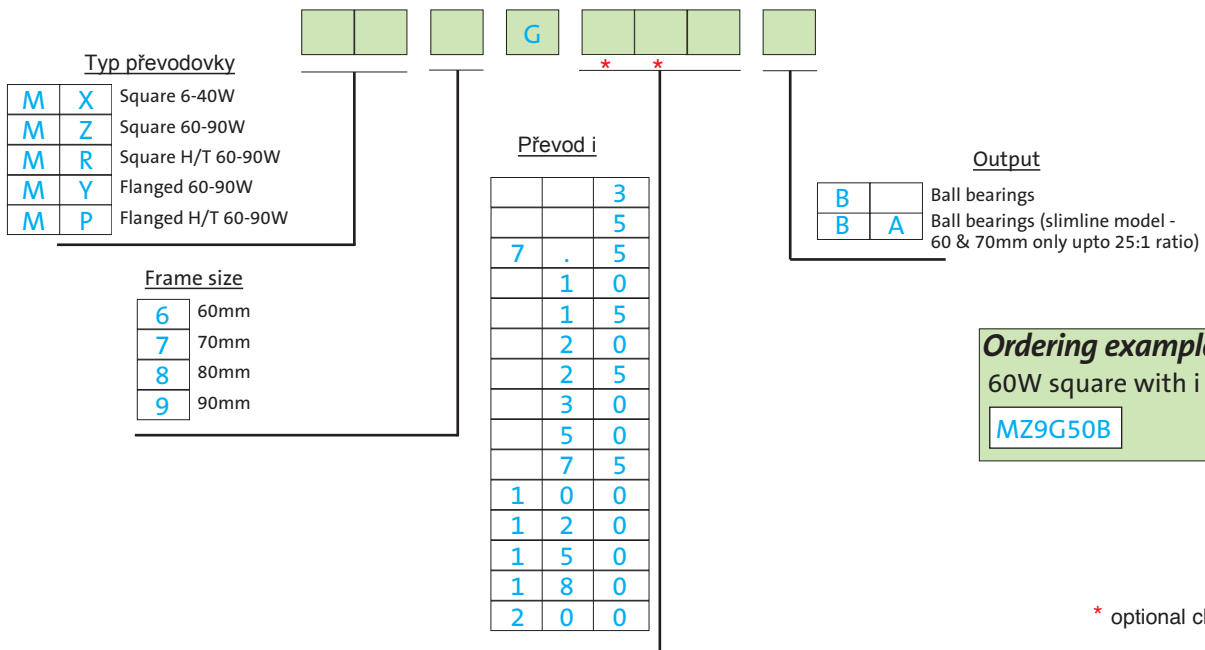 G
* *
Typ převodovky
M X Square 6-40W
M Z Square 60-90W
M R Square H/T 60-90W
M Y Flanged 60-90W
M P Flanged H/T 60-90W
Frame size
6 60mm
7 70mm
8 80mm
9 90mm
Převod i
3
5
7 . 5
1 0
1 5
2 0
2 5
3 0
5 0
7 5
1 0 0
1 2 0
1 5 0
1 8 0
2 0 0
Output
B Ball bearings
B A Ball bearings (slimline model -
60 & 70mm only upto 25:1 ratio)
Ordering example
60W square with i
MZ9G50B
* optional